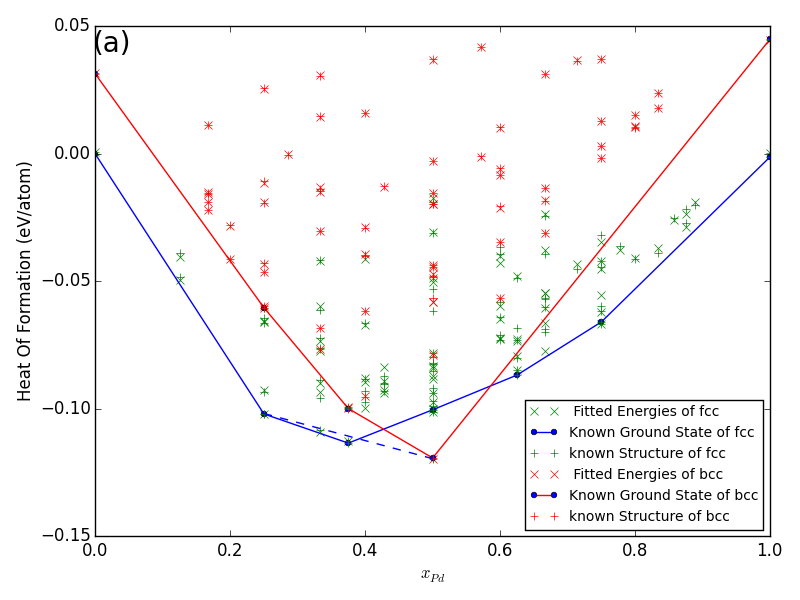 (a)
0.05
0.00
−0.05
−0.10
−0.15
Heat Of Formation (eV/atom)
Fitted Energies of fcc
Known Ground State of fcc
known Structure of fcc
Fitted Energies of bcc
Known Ground State of bcc
known Structure of bcc
0.0 0.2 0.4 0.6 0.8 1.0
x_{Pd}